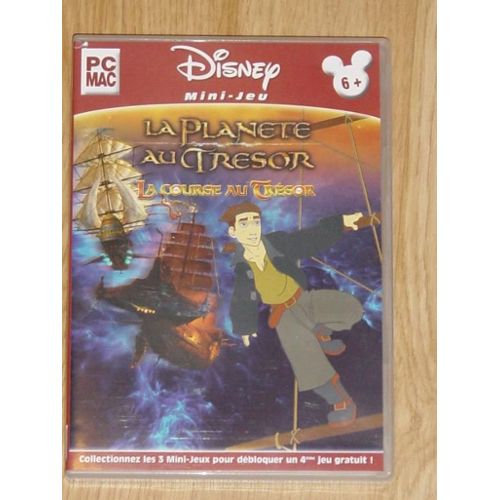 PC
MAC
Disney
Mini-Jeu
6+
LA PLANETE
AU TRESOR
LA COURSE AU TRÉSOR
Collectionnez les 3 Mini-Jeux pour débloquer un 4ème jeu gratuit !